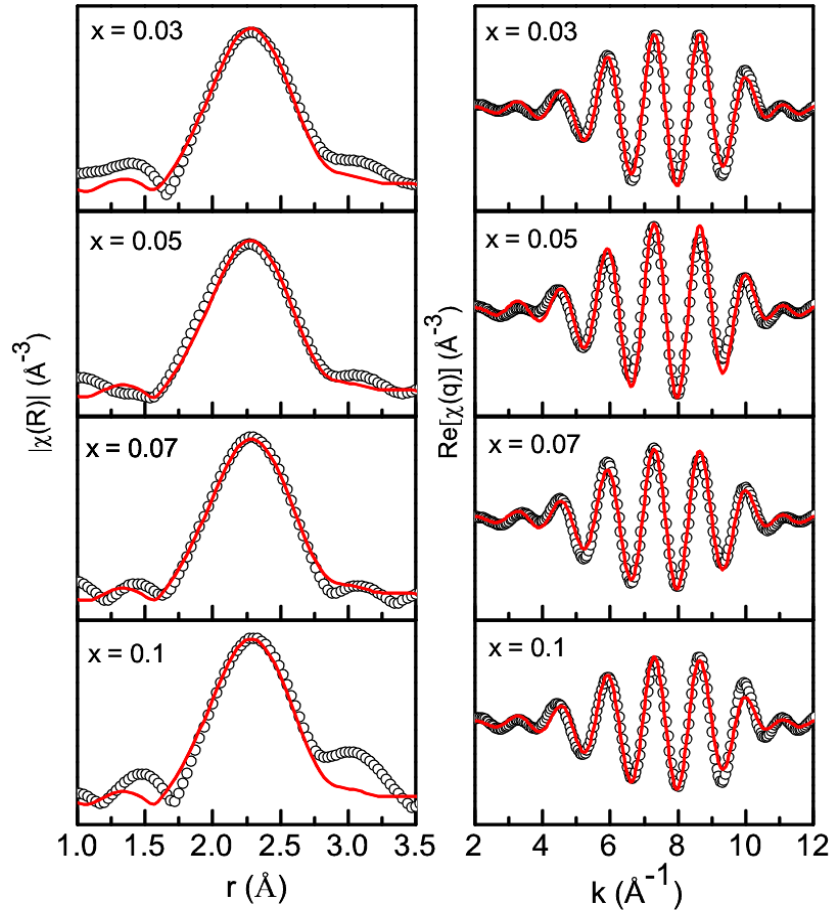 x = 0.03
x = 0.05
x = 0.07
x = 0.1
|χ(R)| (Å⁻³)
1.0 1.5 2.0 2.5 3.0 3.5
r (Å)
x = 0.03
x = 0.05
x = 0.07
x = 0.1
Re[χ(q)] (Å⁻³)
2 4 6 8 10 12
k (Å⁻¹)